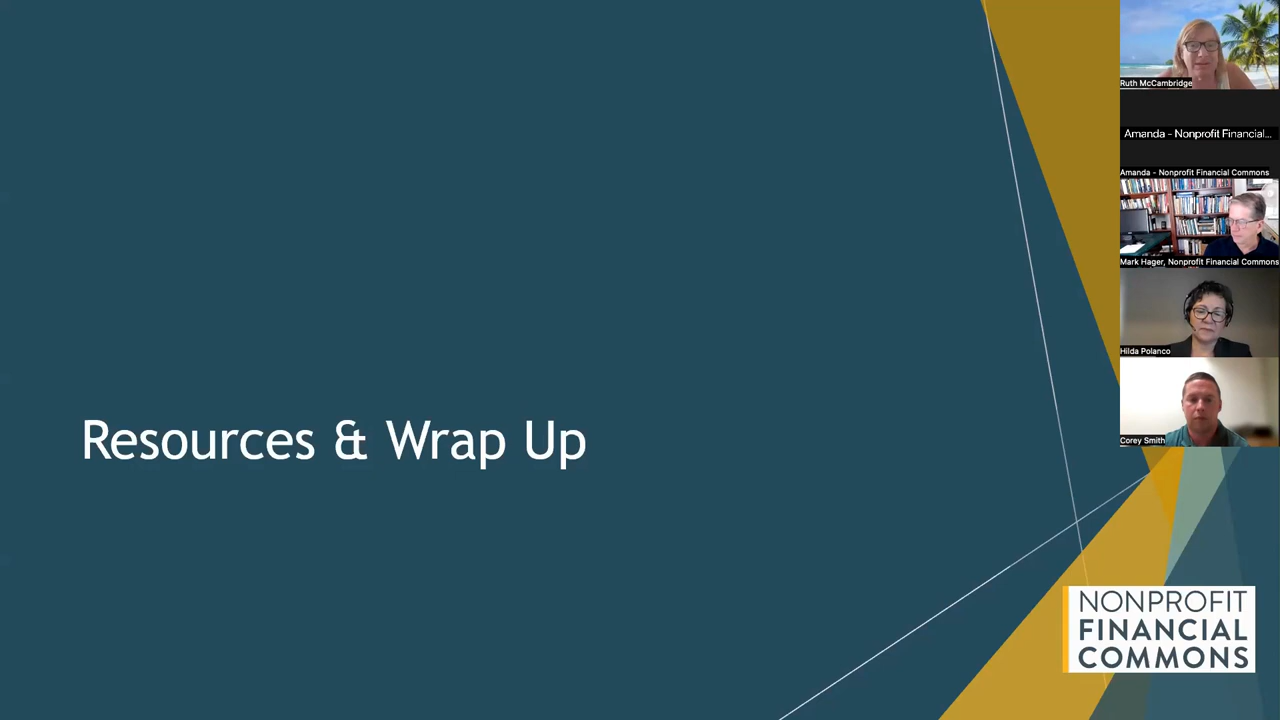 Resources & Wrap Up
Ruth McCambridge
Amanda - Nonprofit Financial...
Amanda - Nonprofit Financial Commons
Mark Hager, Nonprofit Financial Commons
Hilda Polanco
Corey Smith
NONPROFIT
FINANCIAL
COMMONS